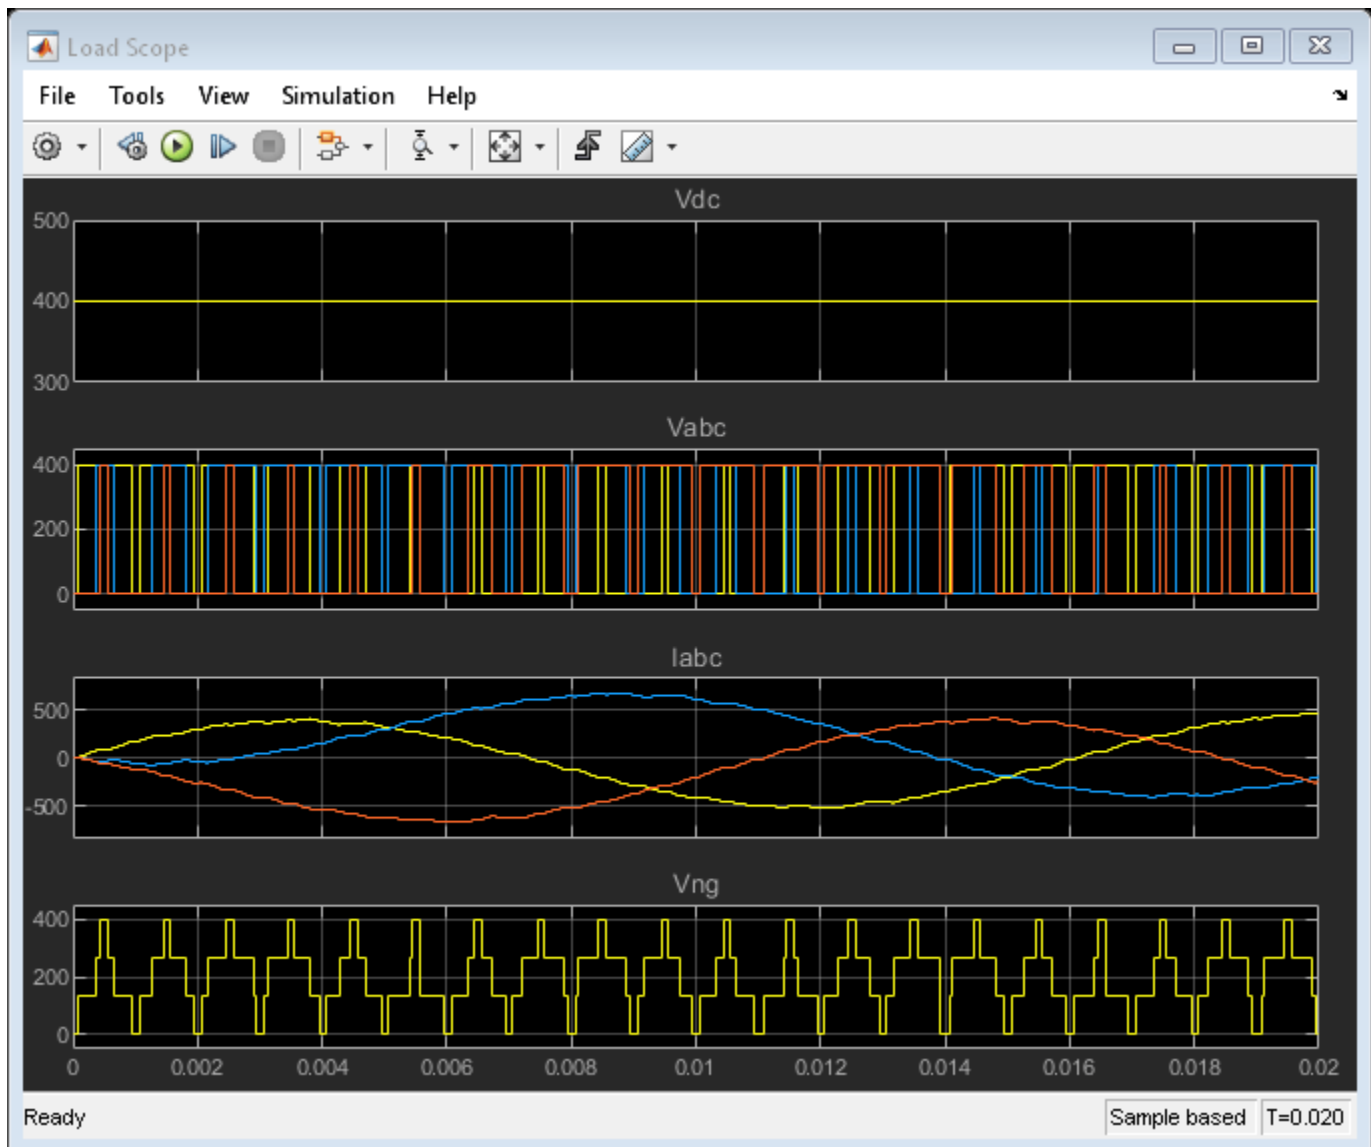 Load Scope
File Tools View Simulation Help
Vdc
500
400
300
Vabc
400
200
0
Iabc
500
0
-500
Vng
400
200
0
0 0.002 0.004 0.006 0.008 0.01 0.012 0.014 0.016 0.018 0.02
Ready Sample based T=0.020